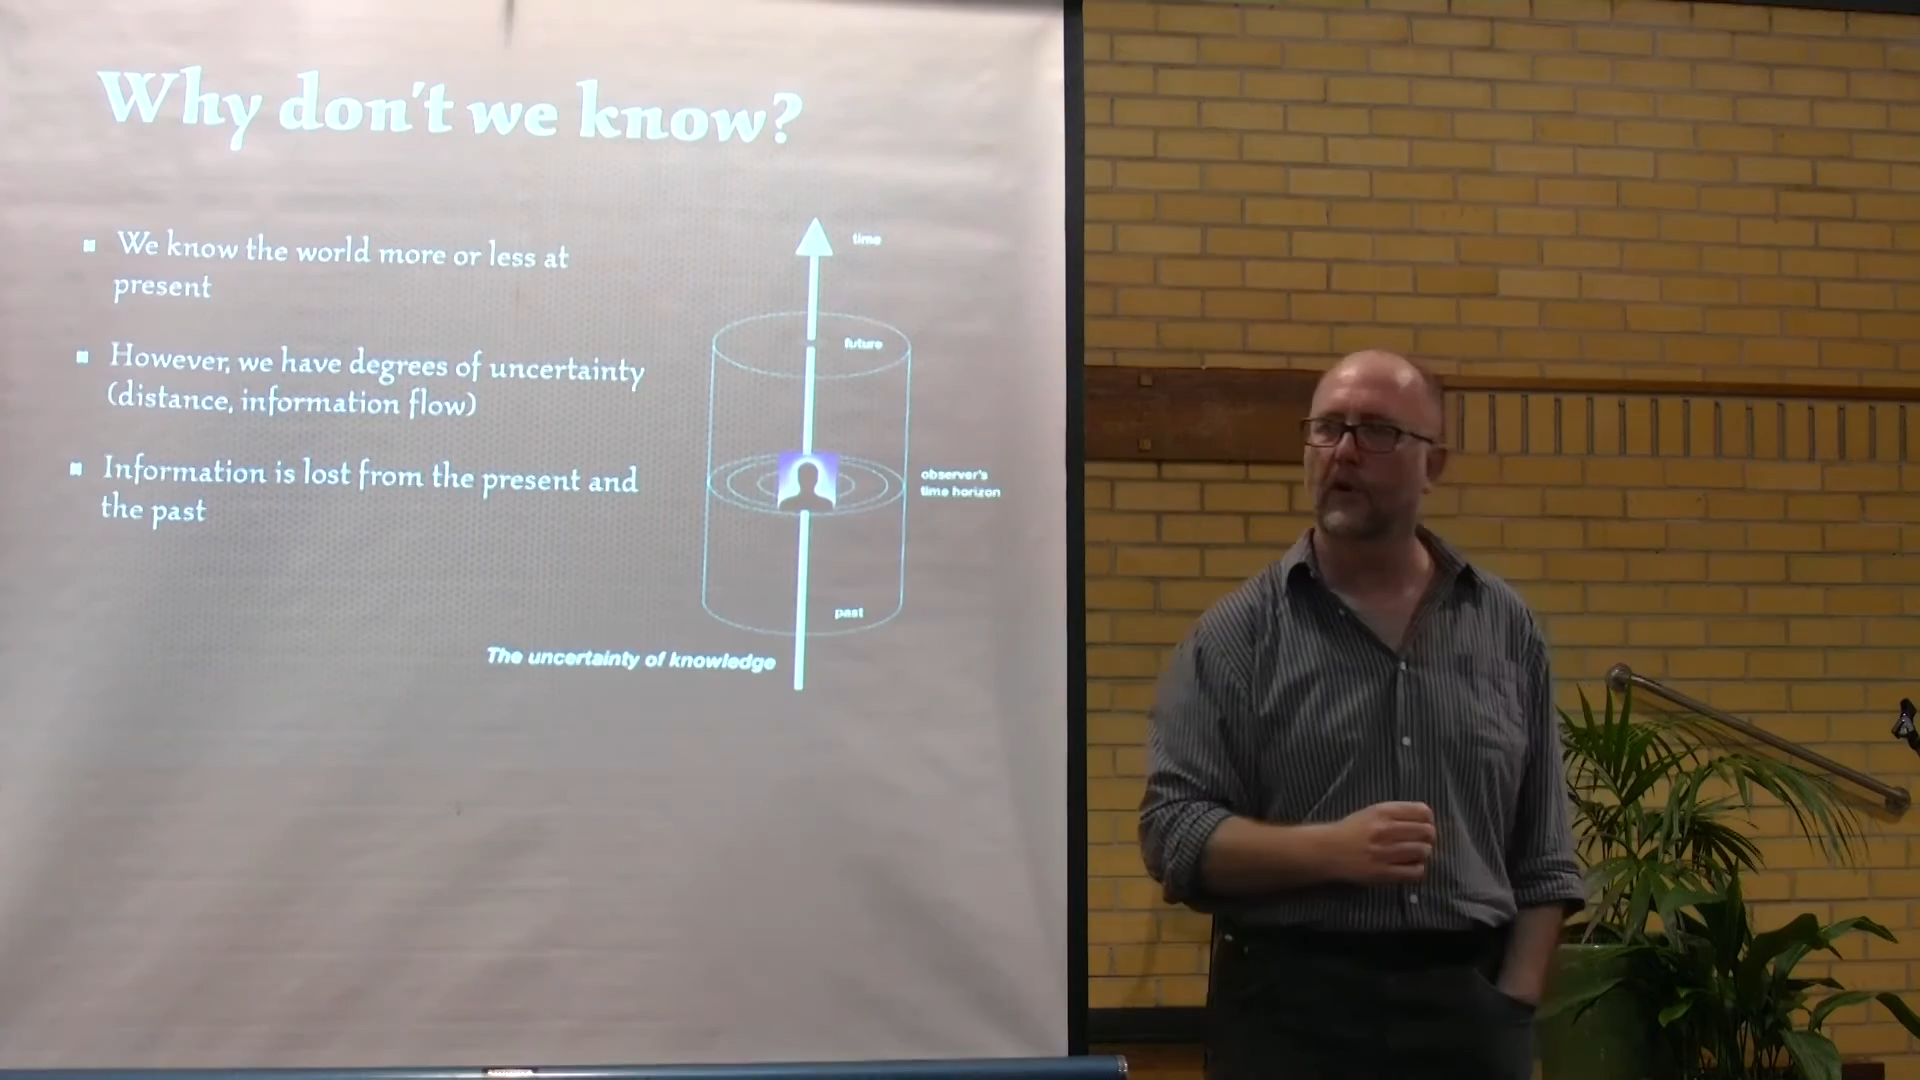 Why don't we know?
We know the world more or less at
present
However, we have degrees of uncertainty
(distance, information flow)
Information is lost from the present and
the past
time
future
observer's
time horizon
past
The uncertainty of knowledge